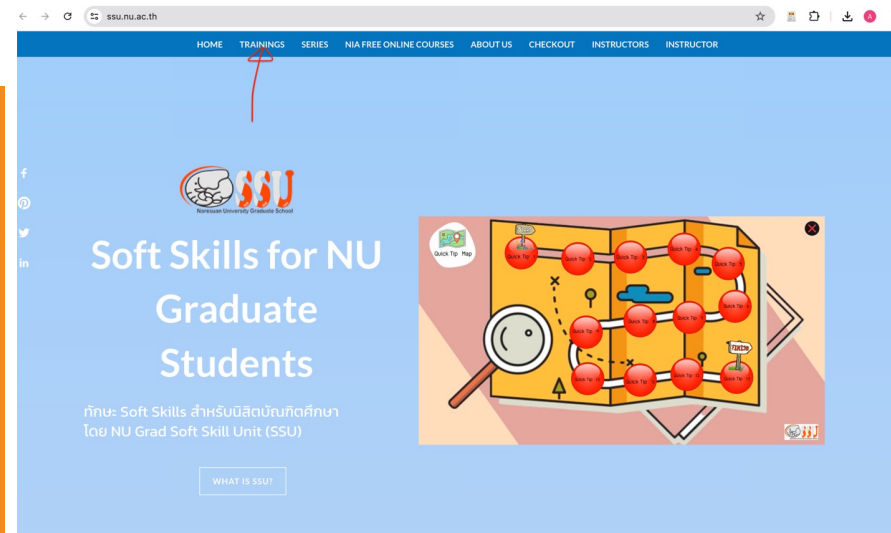 ssu.nu.ac.th
HOME TRAININGS SERIES NIA FREE ONLINE COURSES ABOUT US CHECKOUT INSTRUCTORS INSTRUCTOR
SSU
Naresuan University Graduate School
Soft Skills for NU
Graduate
Students
ทักษะ Soft Skills สำหรับนิสิตบัณฑิตศึกษา
โดย NU Grad Soft Skill Unit (SSU)
WHAT IS SSU?
Quick Tip Map
FINISH
SSU